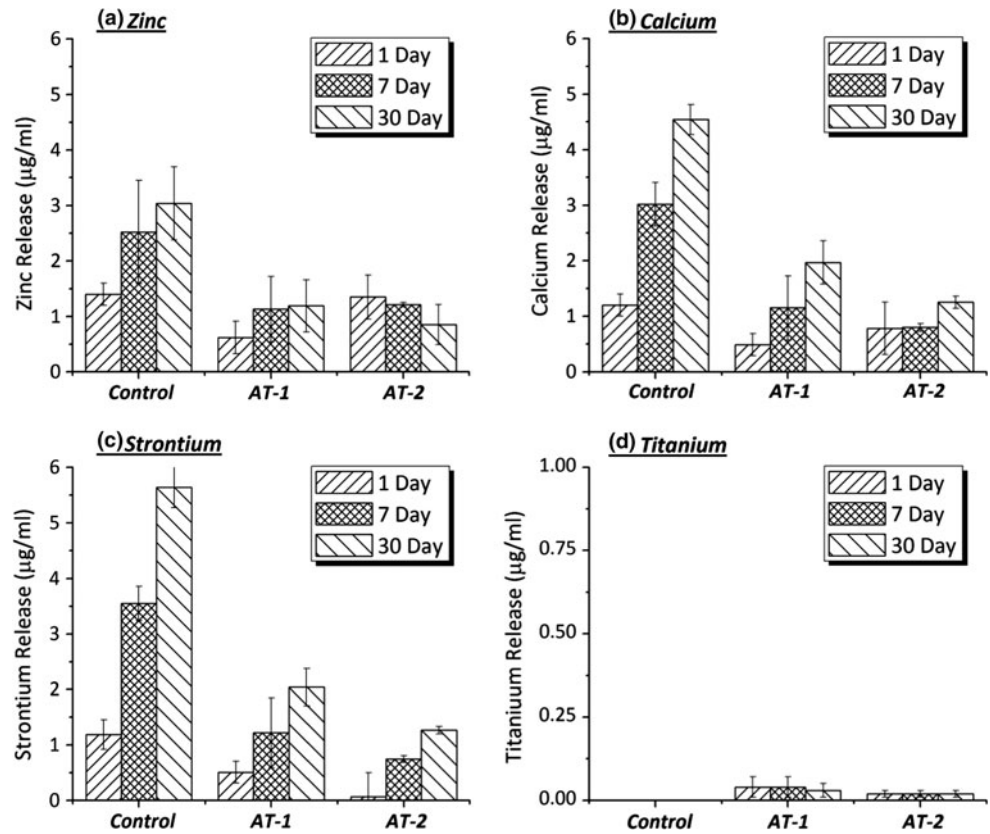 (a) Zinc
6
5
4
3
2
1
0
Zinc Release (µg/ml)
1 Day
7 Day
30 Day
Control AT-1 AT-2
(b) Calcium
6
5
4
3
2
1
0
Calcium Release (µg/ml)
1 Day
7 Day
30 Day
Control AT-1 AT-2
(c) Strontium
6
5
4
3
2
1
0
Strontium Release (µg/ml)
1 Day
7 Day
30 Day
Control AT-1 AT-2
(d) Titanium
1.00
0.75
0.50
0.25
0.00
Titaniuum Release (µg/ml)
1 Day
7 Day
30 Day
Control AT-1 AT-2